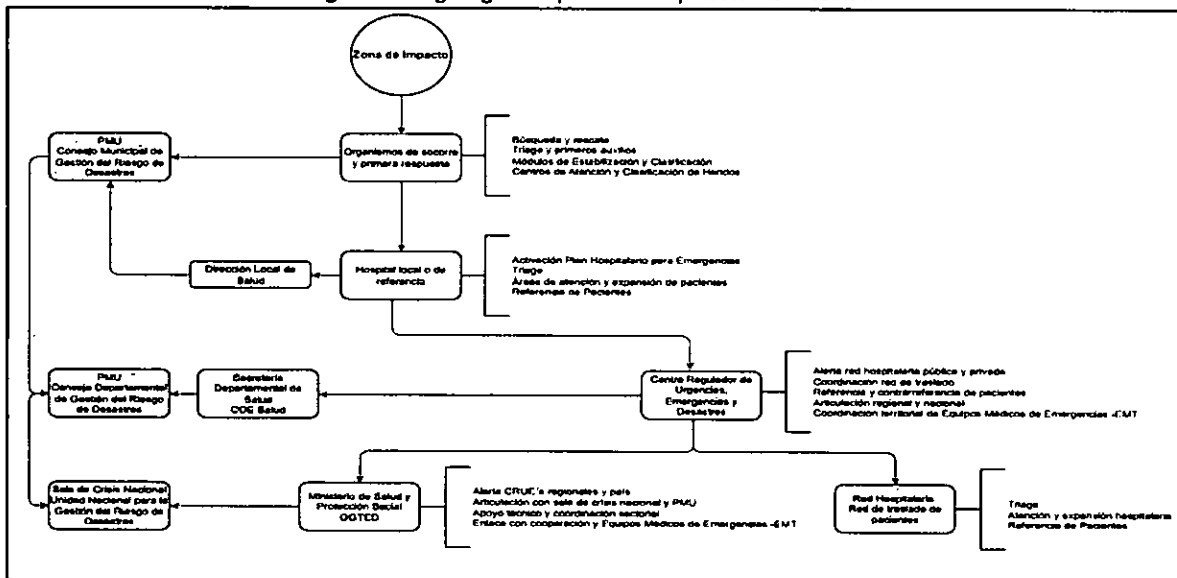 Zona de Impacto
PMU
Consejo Municipal de
Gestión del Riesgo de
Desastres
Organismos de socorro
y primera respuesta
Búsqueda y rescate
Triage y primeros auxilios
Módulos de Estabilización y Clasificación
Centros de Atención y Clasificación de Heridos
Dirección Local de
Salud
Hospital local o de
referencia
Activación Plan Hospitalario para Emergencias
Triage
Áreas de atención y expansión de pacientes
Referencia de Pacientes
PMU
Consejo Departamental
de Gestión del Riesgo
de Desastres
Secretaría
Departamental de
Salud
COE Salud
Centro Regulador de
Urgencias,
Emergencias y
Desastres
Alerta red hospitalaria pública y privada
Coordinación red de traslado
Referencia y contrarreferencia de pacientes
Articulación regional y nacional
Coordinación territorial de Equipos Médicos de Emergencias -EMT
Sala de Crisis Nacional
Unidad Nacional para la
Gestión del Riesgo de
Desastres
Ministerio de Salud y
Protección Social
OGTED
Alerta CRUE's regionales y país
Articulación con sala de crisis nacional y PMU
Apoyo técnico y coordinación sectorial
Enlace con cooperación y Equipos Médicos de Emergencias -EMT
Red Hospitalaria
Red de traslado de
pacientes
Triage
Atención y expansión hospitalaria
Referencia de Pacientes